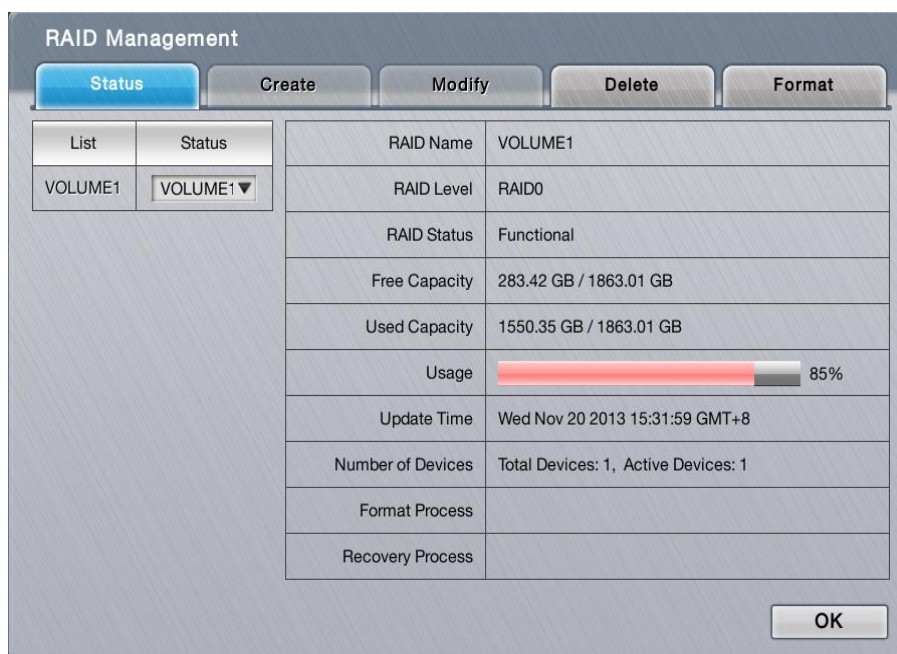 RAID Management
Status Create Modify Delete Format
List Status
VOLUME1 VOLUME1
RAID Name VOLUME1
RAID Level RAID0
RAID Status Functional
Free Capacity 283.42 GB / 1863.01 GB
Used Capacity 1550.35 GB / 1863.01 GB
Usage 85%
Update Time Wed Nov 20 2013 15:31:59 GMT+8
Number of Devices Total Devices: 1, Active Devices: 1
Format Process
Recovery Process
OK